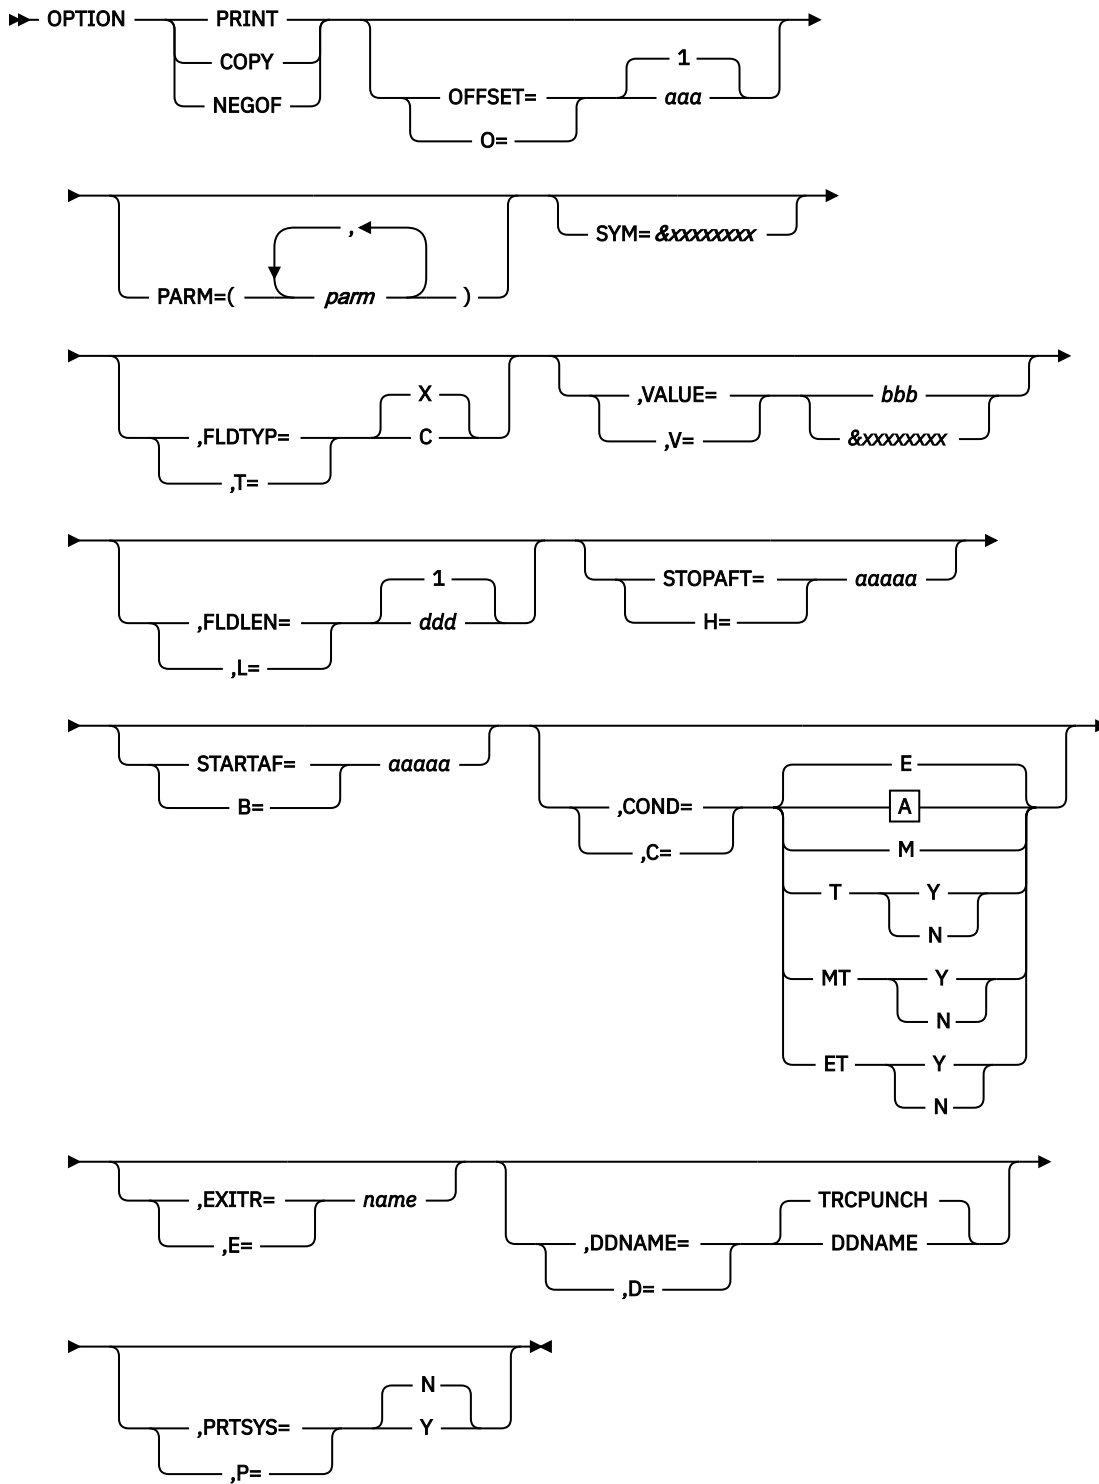 OPTION PRINT
COPY
NEGOF
1
OFFSET= aaa
O=
,
PARM=( parm )
SYM= &xxxxxxxx
X
,FLDTYP= C
,T=
,VALUE= bbb
,V= &xxxxxxxx
1
,FLDLEN= ddd
,L=
STOPAFT= aaaaa
H=
STARTAF= aaaaa
B=
E
,COND= A
,C=
M
T Y
N
MT Y
N
ET Y
N
,EXITR= name
,E=
TRCPUNCH
,DDNAME= DDNAME
,D=
N
,PRTSYS= Y
,P=